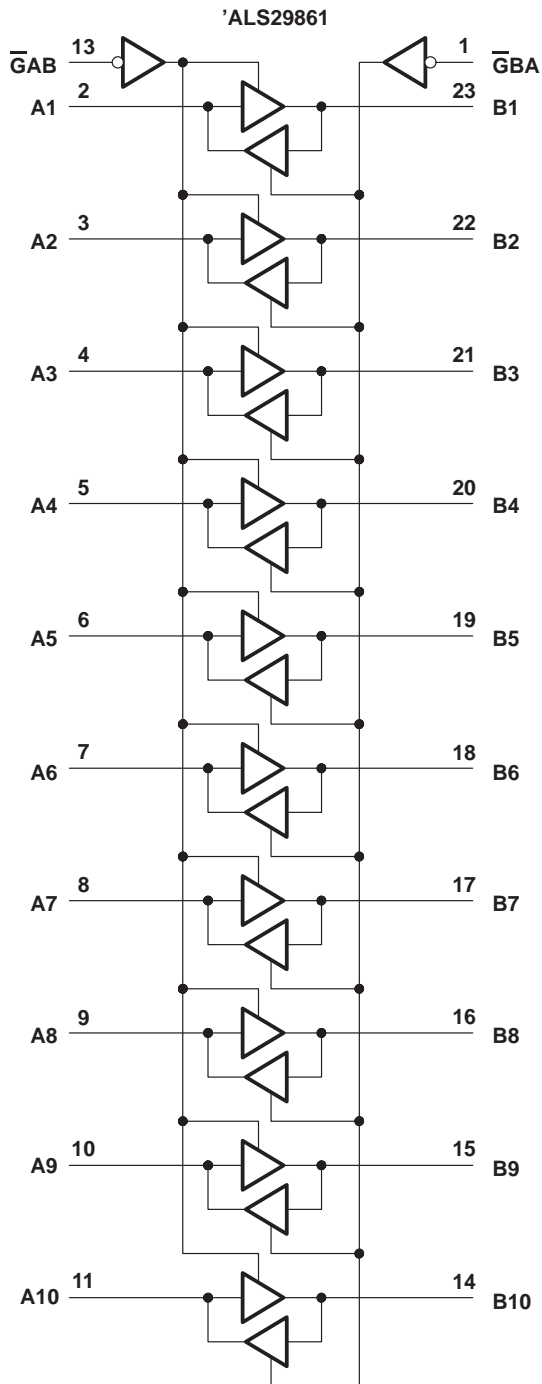 'ALS29861
G̅AB 13 1 G̅BA
A1 2 23 B1
A2 3 22 B2
A3 4 21 B3
A4 5 20 B4
A5 6 19 B5
A6 7 18 B6
A7 8 17 B7
A8 9 16 B8
A9 10 15 B9
A10 11 14 B10